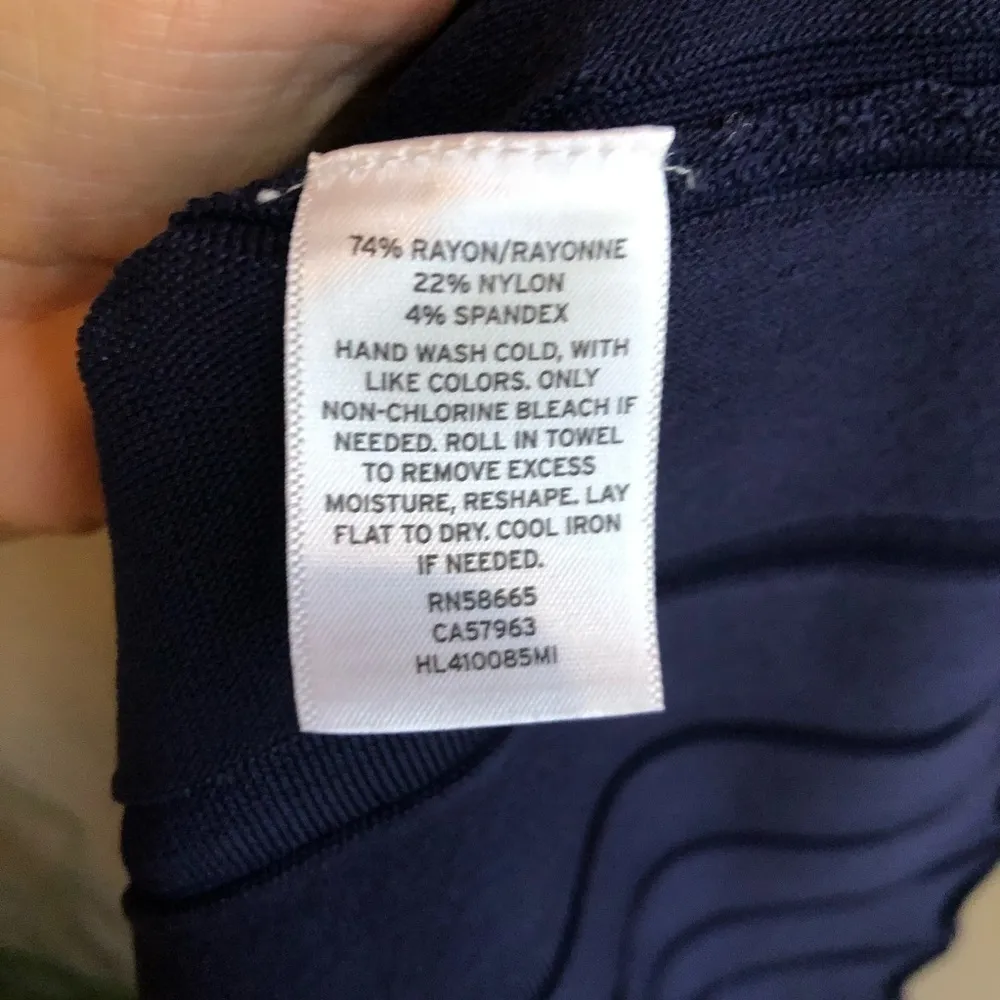 74% RAYON/RAYONNE
22% NYLON
4% SPANDEX
HAND WASH COLD, WITH
LIKE COLORS. ONLY
NON-CHLORINE BLEACH IF
NEEDED. ROLL IN TOWEL
TO REMOVE EXCESS
MOISTURE, RESHAPE. LAY
FLAT TO DRY. COOL IRON
IF NEEDED.
RN58665
CA57963
HL410085MI